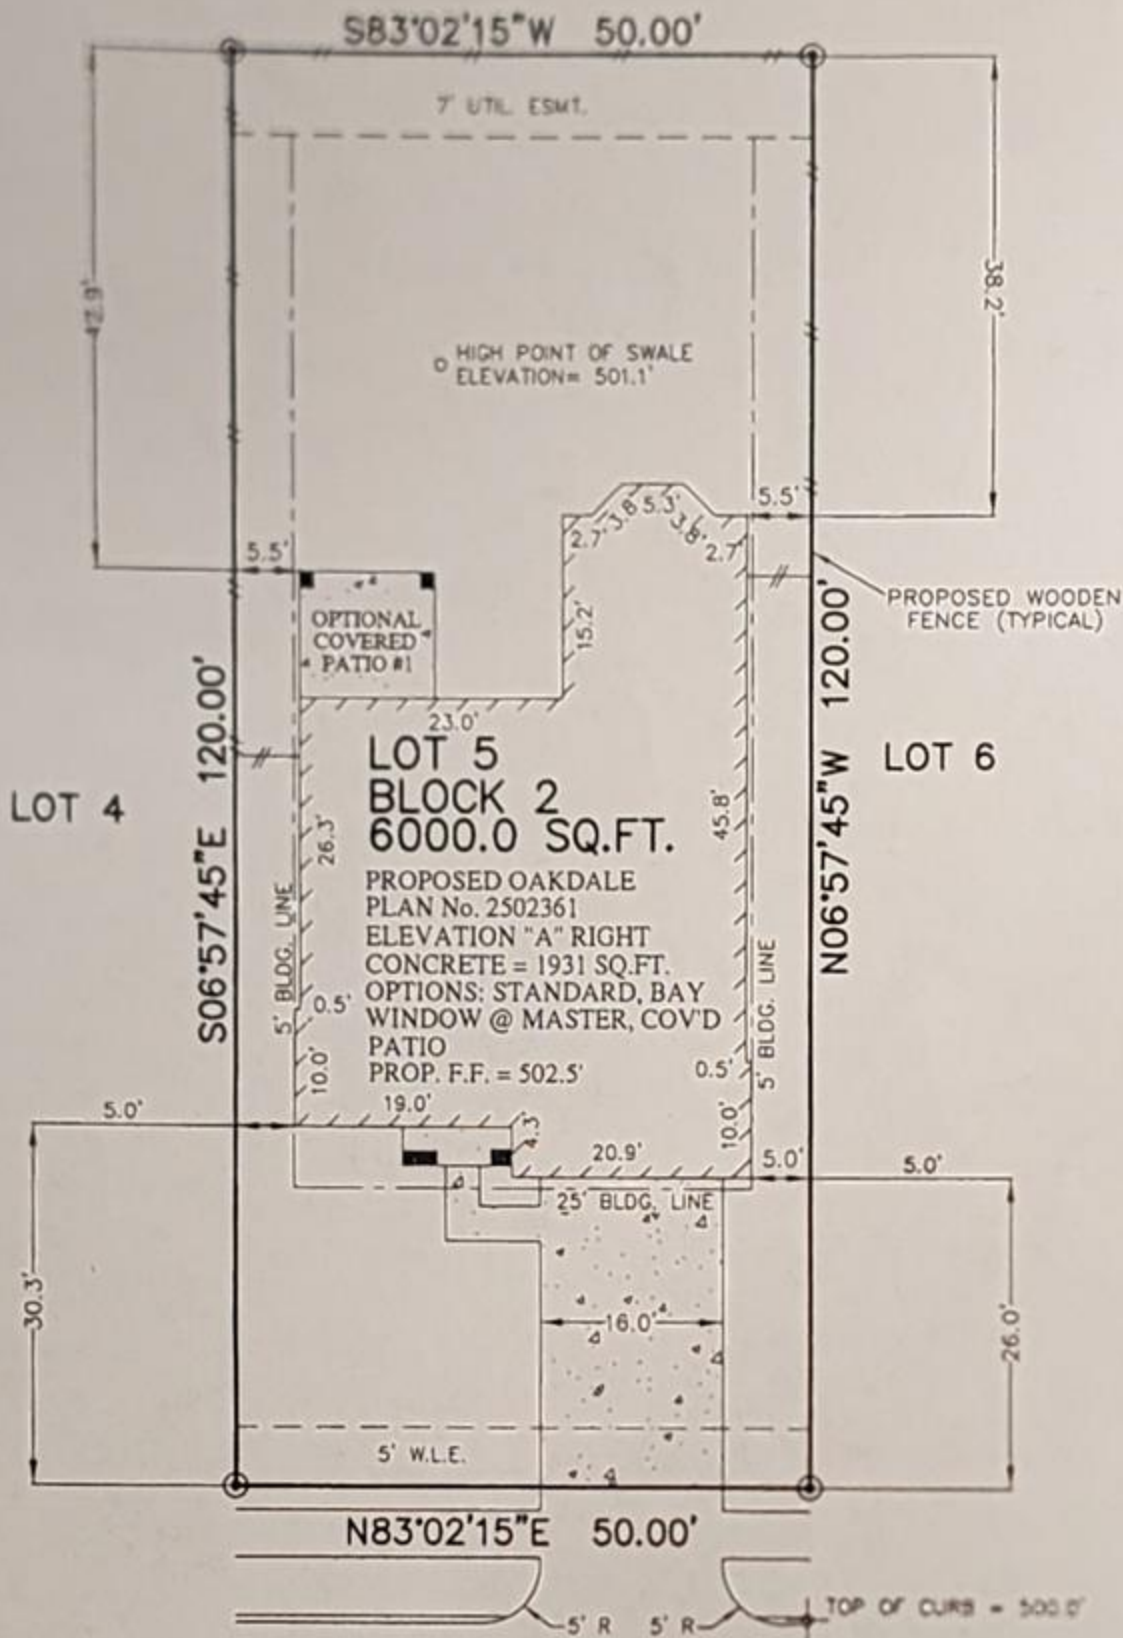 S83°02'15"W 50.00'
7' UTIL. ESMT.
42.9'
38.2'
HIGH POINT OF SWALE
ELEVATION= 501.1'
5.5'
2.7' 3.8' 5.3' 3.8' 2.7'
5.5'
PROPOSED WOODEN
FENCE (TYPICAL)
OPTIONAL
COVERED
PATIO #1
15.2'
23.0'
S06°57'45"E 120.00'
N06°57'45"W 120.00'
LOT 4
LOT 6
LOT 5
BLOCK 2
6000.0 SQ.FT.
26.3'
45.8'
PROPOSED OAKDALE
PLAN No. 2502361
ELEVATION "A" RIGHT
CONCRETE = 1931 SQ.FT.
OPTIONS: STANDARD, BAY
WINDOW @ MASTER, COV'D
PATIO
PROP. F.F. = 502.5'
5' BLDG. LINE
5' BLDG. LINE
0.5'
0.5'
10.0'
10.0'
5.0'
19.0'
4.3'
20.9'
5.0'
5.0'
25' BLDG. LINE
30.3'
16.0'
26.0'
5' W.L.E.
N83°02'15"E 50.00'
5' R 5' R
TOP OF CURB = 500.0'